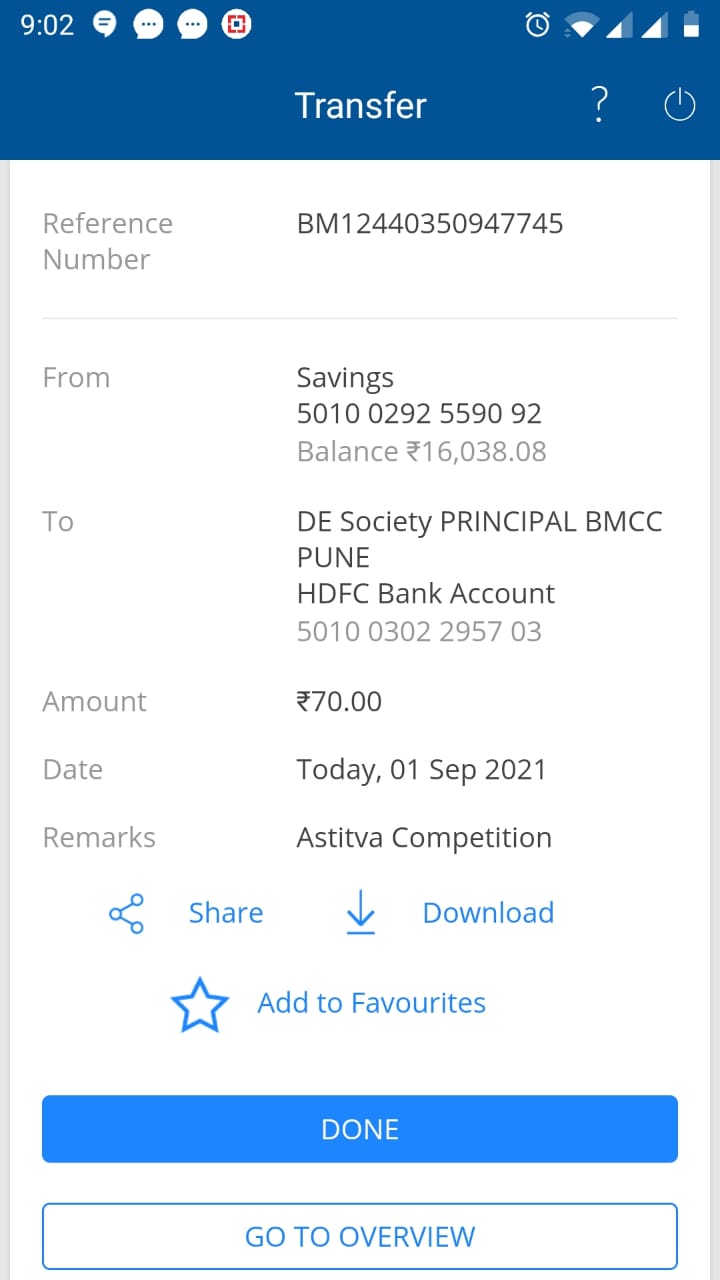 9:02
Transfer
?
Reference
Number
BM12440350947745
From
Savings
5010 0292 5590 92
Balance ₹16,038.08
To
DE Society PRINCIPAL BMCC
PUNE
HDFC Bank Account
5010 0302 2957 03
Amount
₹70.00
Date
Today, 01 Sep 2021
Remarks
Astitva Competition
Share
Download
Add to Favourites
DONE
GO TO OVERVIEW